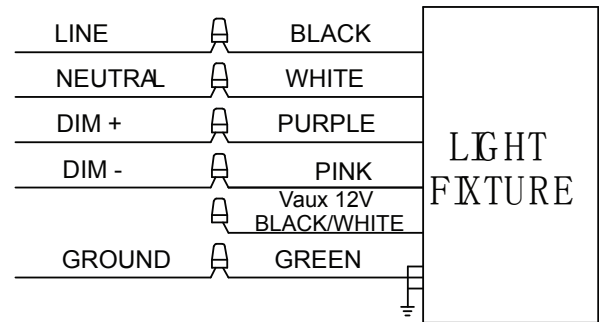 LINE BLACK
NEUTRAL WHITE
DIM + PURPLE
DIM - PINK
Vaux 12V
BLACK/WHITE
GROUND GREEN
LIGHT
FIXTURE